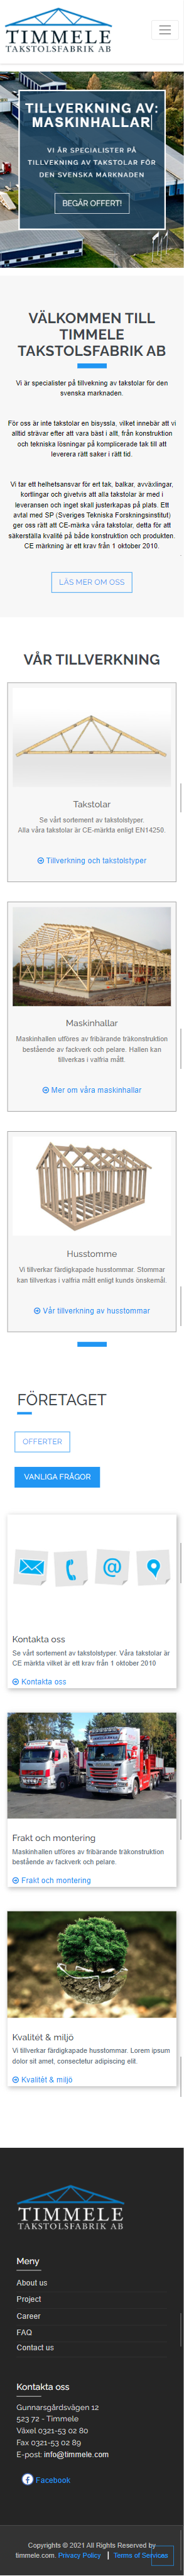 TIMMELE
TAKSTOLSFABRIK AB
TILLVERKNING AV:
MASKINHALLAR
VI ÄR SPECIALISTER PÅ
TILLVEKNING AV TAKSTOLAR FÖR
DEN SVENSKA MARKNADEN
BEGÄR OFFERT!
VÄLKOMMEN TILL
TIMMELE
TAKSTOLSFABRIK AB
Vi är specialister på tillvekning av takstolar för den
svenska marknaden.
För oss är inte takstolar en bisyssla, vilket innebär att vi
alltid strävar efter att vara bäst i allt, från konstruktion
och tekniska lösningar på komplicerade tak till att
leverera rätt saker i rätt tid.
Vi tar ett helhetsansvar för ert tak, balkar, avväxlingar,
kortlingar och givetvis att alla takstolar är med i
leveransen och inget skall justerkapas på plats. Ett
avtal med SP (Sveriges Tekniska Forskningsinstitut)
ger oss rätt att CE-märka våra takstolar, detta för att
säkerställa kvalité på både konstruktion och produkten.
CE märkning är ett krav från 1 oktober 2010.
LÄS MER OM OSS
VÅR TILLVERKNING
Takstolar
Se vårt sortement av takstolstyper.
Alla våra takstolar är CE-märkta enligt EN14250.
Tillverkning och takstolstyper
Maskinhallar
Maskinhallen utföres av fribärande träkonstruktion
bestående av fackverk och pelare. Hallen kan
tillverkas i valfria mått.
Mer om våra maskinhallar
Husstomme
Vi tillverkar färdigkapade husstommar. Stommar
kan tillverkas i valfria mått enligt kunds önskemål.
Vår tillverkning av husstommar
FÖRETAGET
OFFERTER
VANLIGA FRÅGOR
Kontakta oss
Se vårt sortement av takstolstyper. Våra takstolar är
CE märkta vilket är ett krav från 1 oktober 2010
Kontakta oss
Frakt och montering
Maskinhallen utföres av fribärande träkonstruktion
bestående av fackverk och pelare.
Frakt och montering
Kvalitét & miljö
Vi tillverkar färdigkapade husstommar. Lorem ipsum
dolor sit amet, consectetur adipiscing elit.
Kvalitét & miljö
TIMMELE
TAKSTOLSFABRIK AB
Meny
About us
Project
Career
FAQ
Contact us
Kontakta oss
Gunnarsgårdsvägen 12
523 72 - Timmele
Växel 0321-53 02 80
Fax 0321-53 02 89
E-post: info@timmele.com
Facebook
Copyrights © 2021 All Rights Reserved by
timmele.com. Privacy Policy | Terms of Services